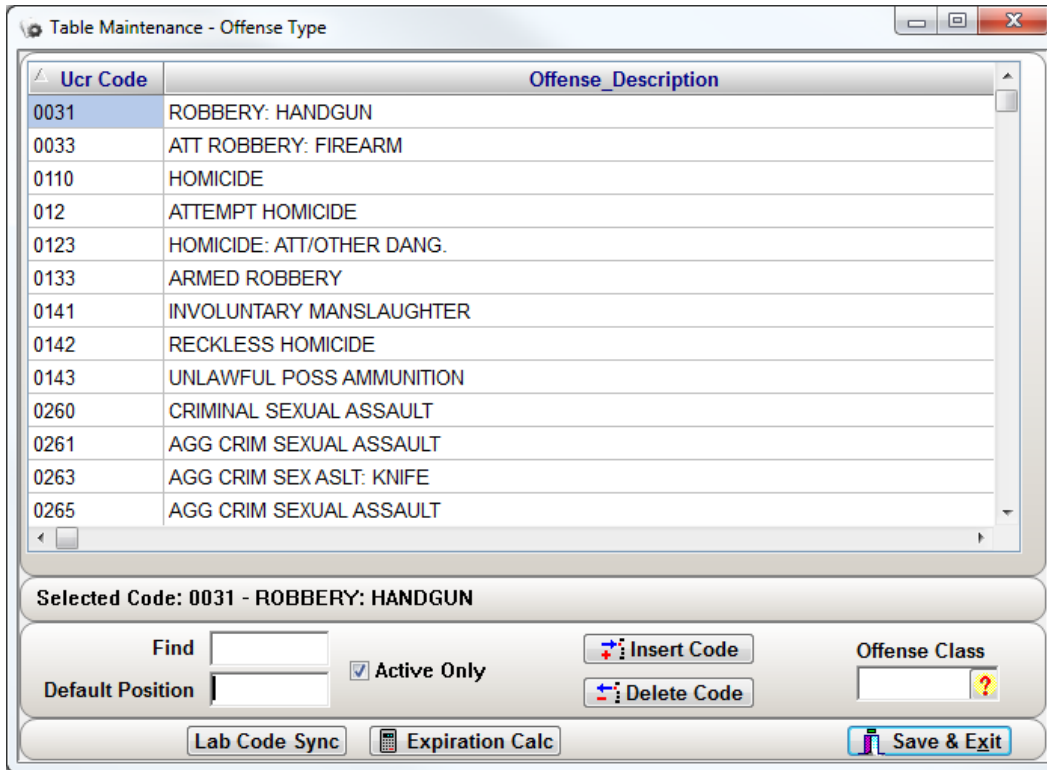 Table Maintenance - Offense Type
Ucr Code Offense_Description
0031 ROBBERY: HANDGUN
0033 ATT ROBBERY: FIREARM
0110 HOMICIDE
012 ATTEMPT HOMICIDE
0123 HOMICIDE: ATT/OTHER DANG.
0133 ARMED ROBBERY
0141 INVOLUNTARY MANSLAUGHTER
0142 RECKLESS HOMICIDE
0143 UNLAWFUL POSS AMMUNITION
0260 CRIMINAL SEXUAL ASSAULT
0261 AGG CRIM SEXUAL ASSAULT
0263 AGG CRIM SEX ASLT: KNIFE
0265 AGG CRIM SEXUAL ASSAULT
Selected Code: 0031 - ROBBERY: HANDGUN
Find
Default Position
Active Only
Insert Code
Delete Code
Offense Class
?
Lab Code Sync Expiration Calc Save & Exit